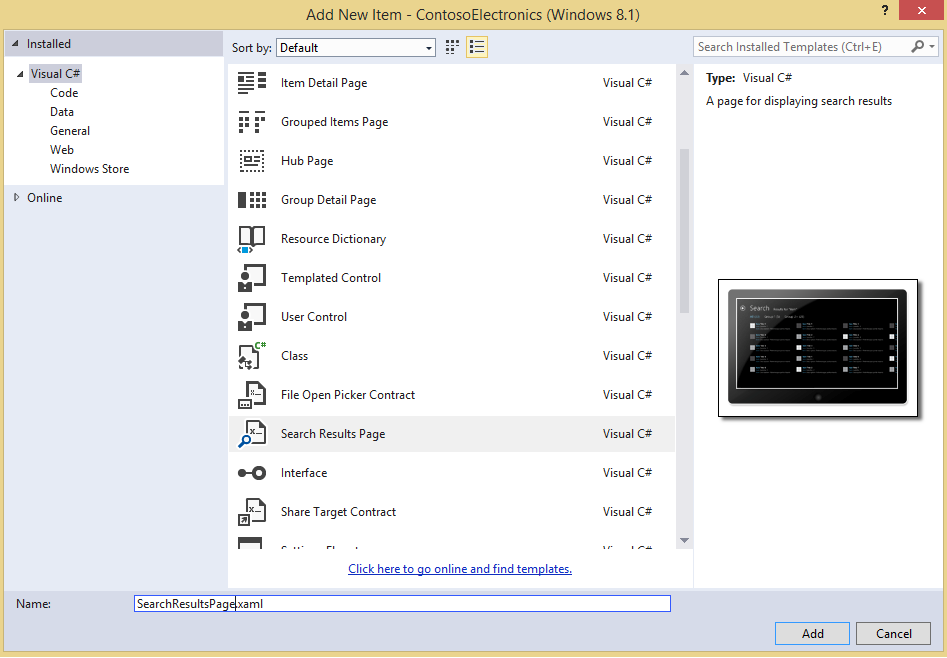 Add New Item - ContosoElectronics (Windows 8.1)
?
Installed
Sort by: Default
Search Installed Templates (Ctrl+E)
Visual C#
Code
Data
General
Web
Windows Store
Online
Item Detail Page Visual C#
Grouped Items Page Visual C#
Hub Page Visual C#
Group Detail Page Visual C#
Resource Dictionary Visual C#
Templated Control Visual C#
User Control Visual C#
C#
Class Visual C#
File Open Picker Contract Visual C#
Search Results Page Visual C#
Interface Visual C#
Share Target Contract Visual C#
Click here to go online and find templates.
Type: Visual C#
A page for displaying search results
Search
Name: SearchResultsPage.xaml
Add Cancel